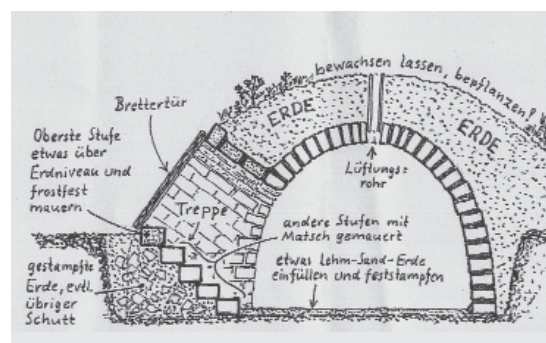 bewachsen lassen, bepflanzen!
ERDE
ERDE
Brettertür
Oberste Stufe
etwas über
Erdniveau und
frostfest
mauern
Lüftungs=
rohr
Treppe
andere Stufen mit
Matsch gemauert
etwas Lehm-Sand-Erde
einfüllen und feststampfen
gestampfte
Erde, evtl.
übriger
Schutt